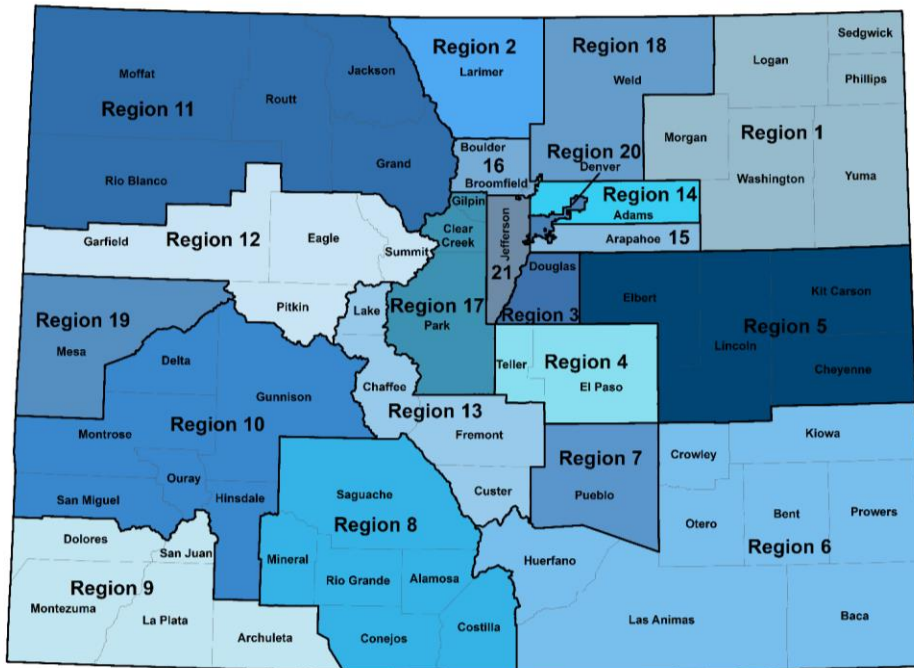 Region 2
Larimer
Region 18
Weld
Logan
Sedgwick
Phillips
Moffat
Jackson
Routt
Region 11
Morgan
Region 1
Washington
Yuma
Rio Blanco
Grand
Boulder
16
Broomfield
Region 20
Denver
Gilpin
Region 14
Adams
Clear
Creek
Jefferson
21
Arapahoe 15
Garfield
Region 12
Eagle
Summit
Pitkin
Lake
Region 17
Park
Douglas
Region 3
Elbert
Kit Carson
Region 5
Lincoln
Cheyenne
Region 19
Mesa
Delta
Gunnison
Region 10
Montrose
Ouray
San Miguel
Hinsdale
Chaffee
Region 13
Fremont
Custer
Teller
Region 4
El Paso
Region 7
Pueblo
Crowley
Kiowa
Otero
Bent
Prowers
Region 6
Huerfano
Las Animas
Baca
Saguache
Region 8
Mineral
Rio Grande
Alamosa
Conejos
Costilla
Dolores
San Juan
Region 9
Montezuma
La Plata
Archuleta